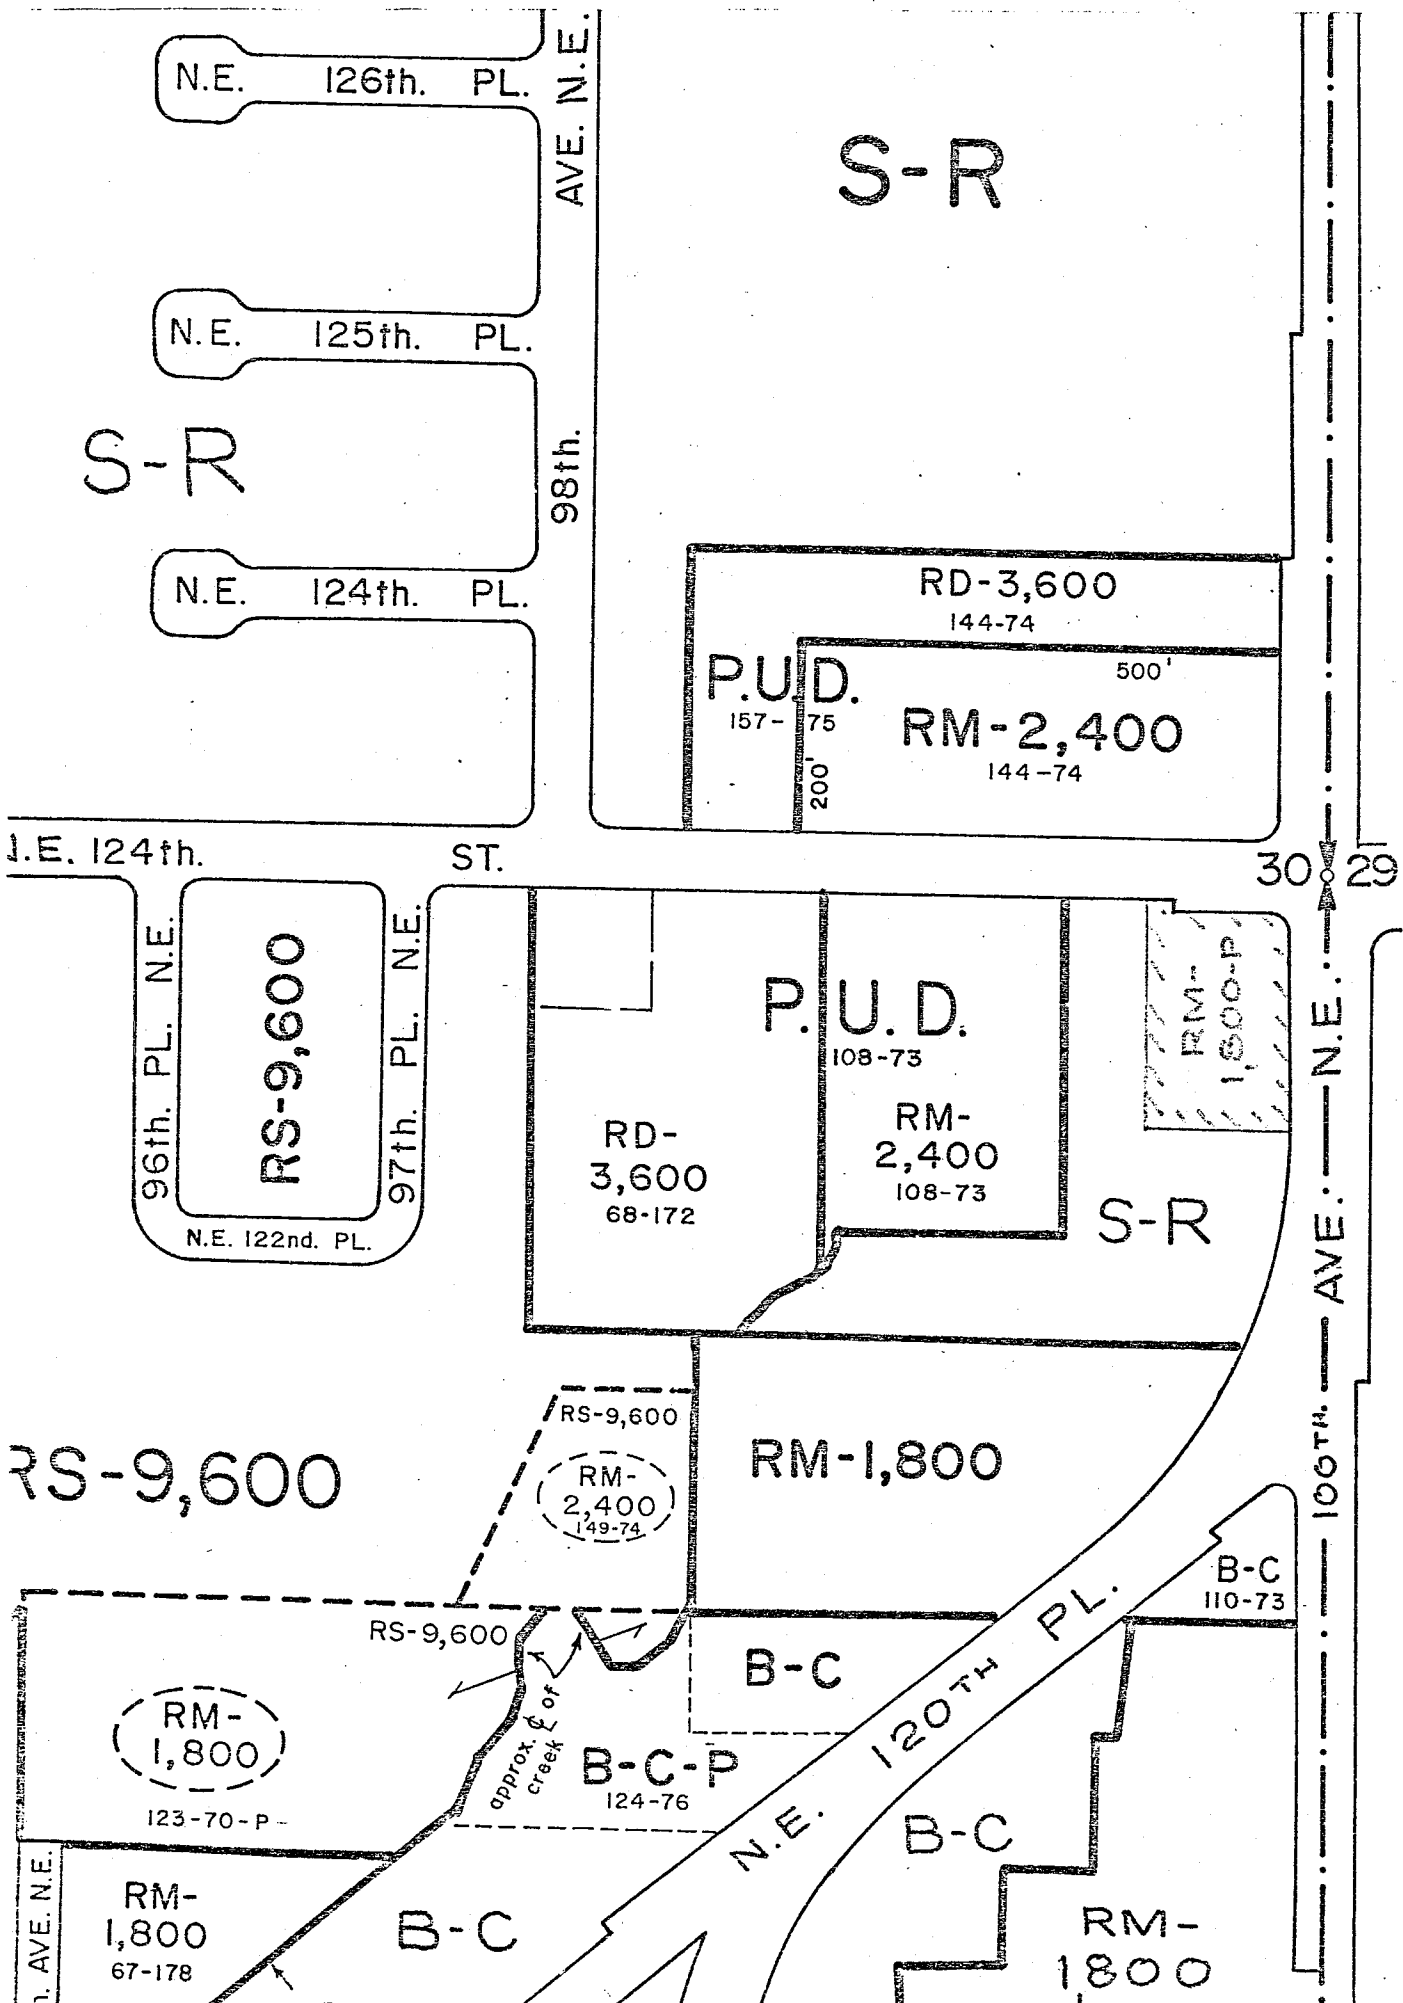 N.E. 126th. PL.
AVE. N.E.
S-R
N.E. 125th. PL.
S-R
98th.
N.E. 124th. PL.
RD-3,600
144-74
500'
P.U.D.
157-75
RM-2,400
144-74
200'
.E. 124th. ST.
30 29
96th. PL. N.E.
RS-9,600
97th. PL. N.E.
N.E. 122nd. PL.
P.U.D.
108-73
RM-
1,800-P
RD-
3,600
68-172
RM-
2,400
108-73
S-R
100TH. AVE. N.E.
RS-9,600
RM-
2,400
149-74
RM-1,800
RS-9,600
B-C
110-73
RS-9,600
N.E. 120TH PL.
B-C
RM-
1,800
123-70-P
approx. ℄ of
creek
B-C-P
124-76
B-C
AVE. N.E.
RM-
1,800
67-178
B-C
RM-
1800